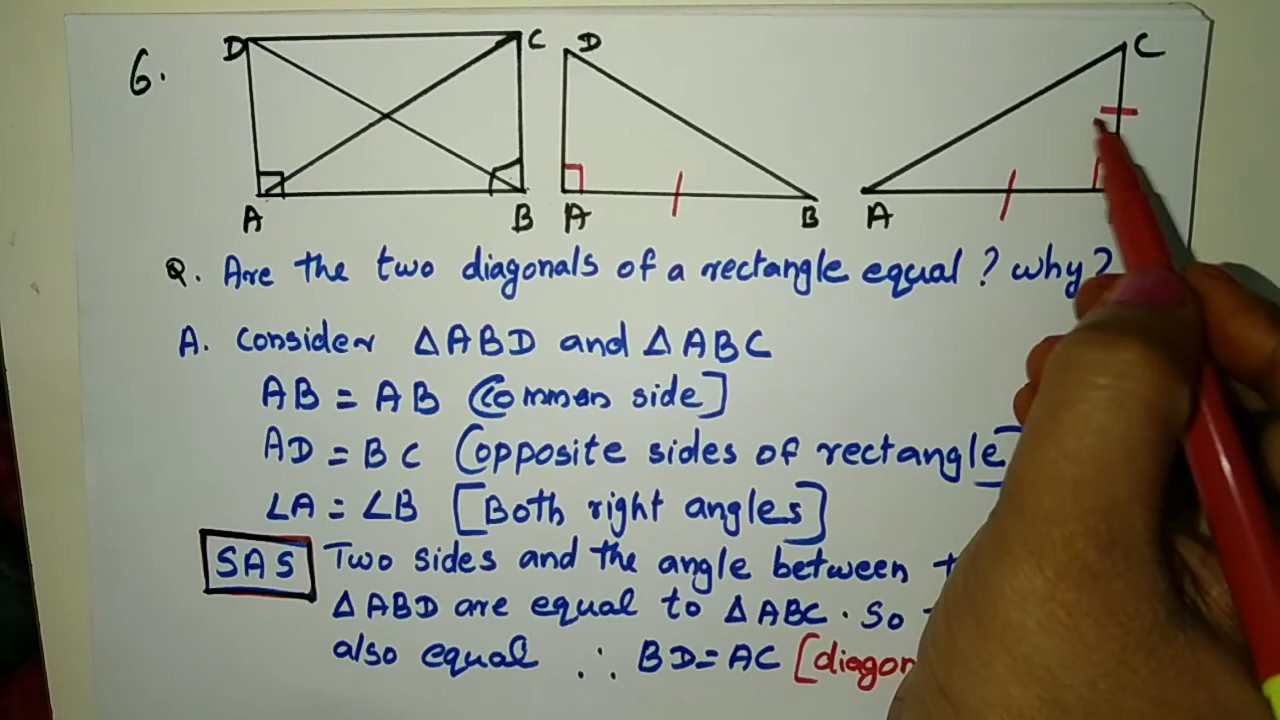 6.
D C D C
A B A B A
Q. Are the two diagonals of a rectangle equal? why?
A. Consider ΔABD and ΔABC
AB = AB (Common side]
AD = BC (opposite sides of rectangle]
∠A = ∠B [Both right angles]
SAS Two sides and the angle between
ΔABD are equal to ΔABC. So
also equal ∴ BD = AC